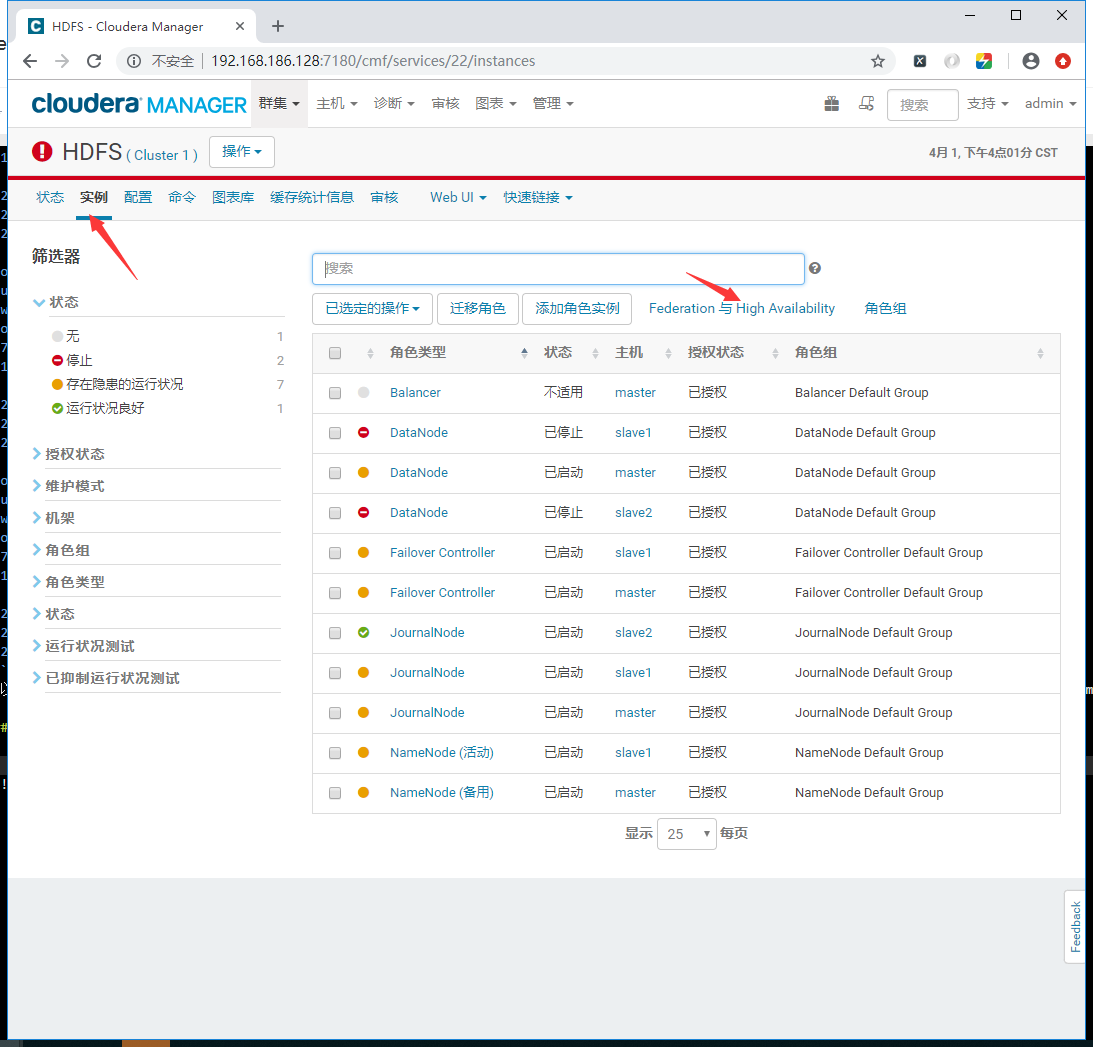 HDFS - Cloudera Manager
不安全 192.168.186.128:7180/cmf/services/22/instances
cloudera MANAGER 群集 主机 诊断 审核 图表 管理 搜索 支持 admin
HDFS ( Cluster 1 ) 操作 4月 1, 下午4点01分 CST
状态 实例 配置 命令 图表库 缓存统计信息 审核 Web UI 快速链接
筛选器
搜索
已选定的操作 迁移角色 添加角色实例 Federation 与 High Availability 角色组
状态
无 1
停止 2
存在隐患的运行状况 7
运行状况良好 1
授权状态
维护模式
机架
角色组
角色类型
状态
运行状况测试
已抑制运行状况测试
角色类型 状态 主机 授权状态 角色组
Balancer 不适用 master 已授权 Balancer Default Group
DataNode 已停止 slave1 已授权 DataNode Default Group
DataNode 已启动 master 已授权 DataNode Default Group
DataNode 已停止 slave2 已授权 DataNode Default Group
Failover Controller 已启动 slave1 已授权 Failover Controller Default Group
Failover Controller 已启动 master 已授权 Failover Controller Default Group
JournalNode 已启动 slave2 已授权 JournalNode Default Group
JournalNode 已启动 slave1 已授权 JournalNode Default Group
JournalNode 已启动 master 已授权 JournalNode Default Group
NameNode (活动) 已启动 slave1 已授权 NameNode Default Group
NameNode (备用) 已启动 master 已授权 NameNode Default Group
显示 25 每页
Feedback